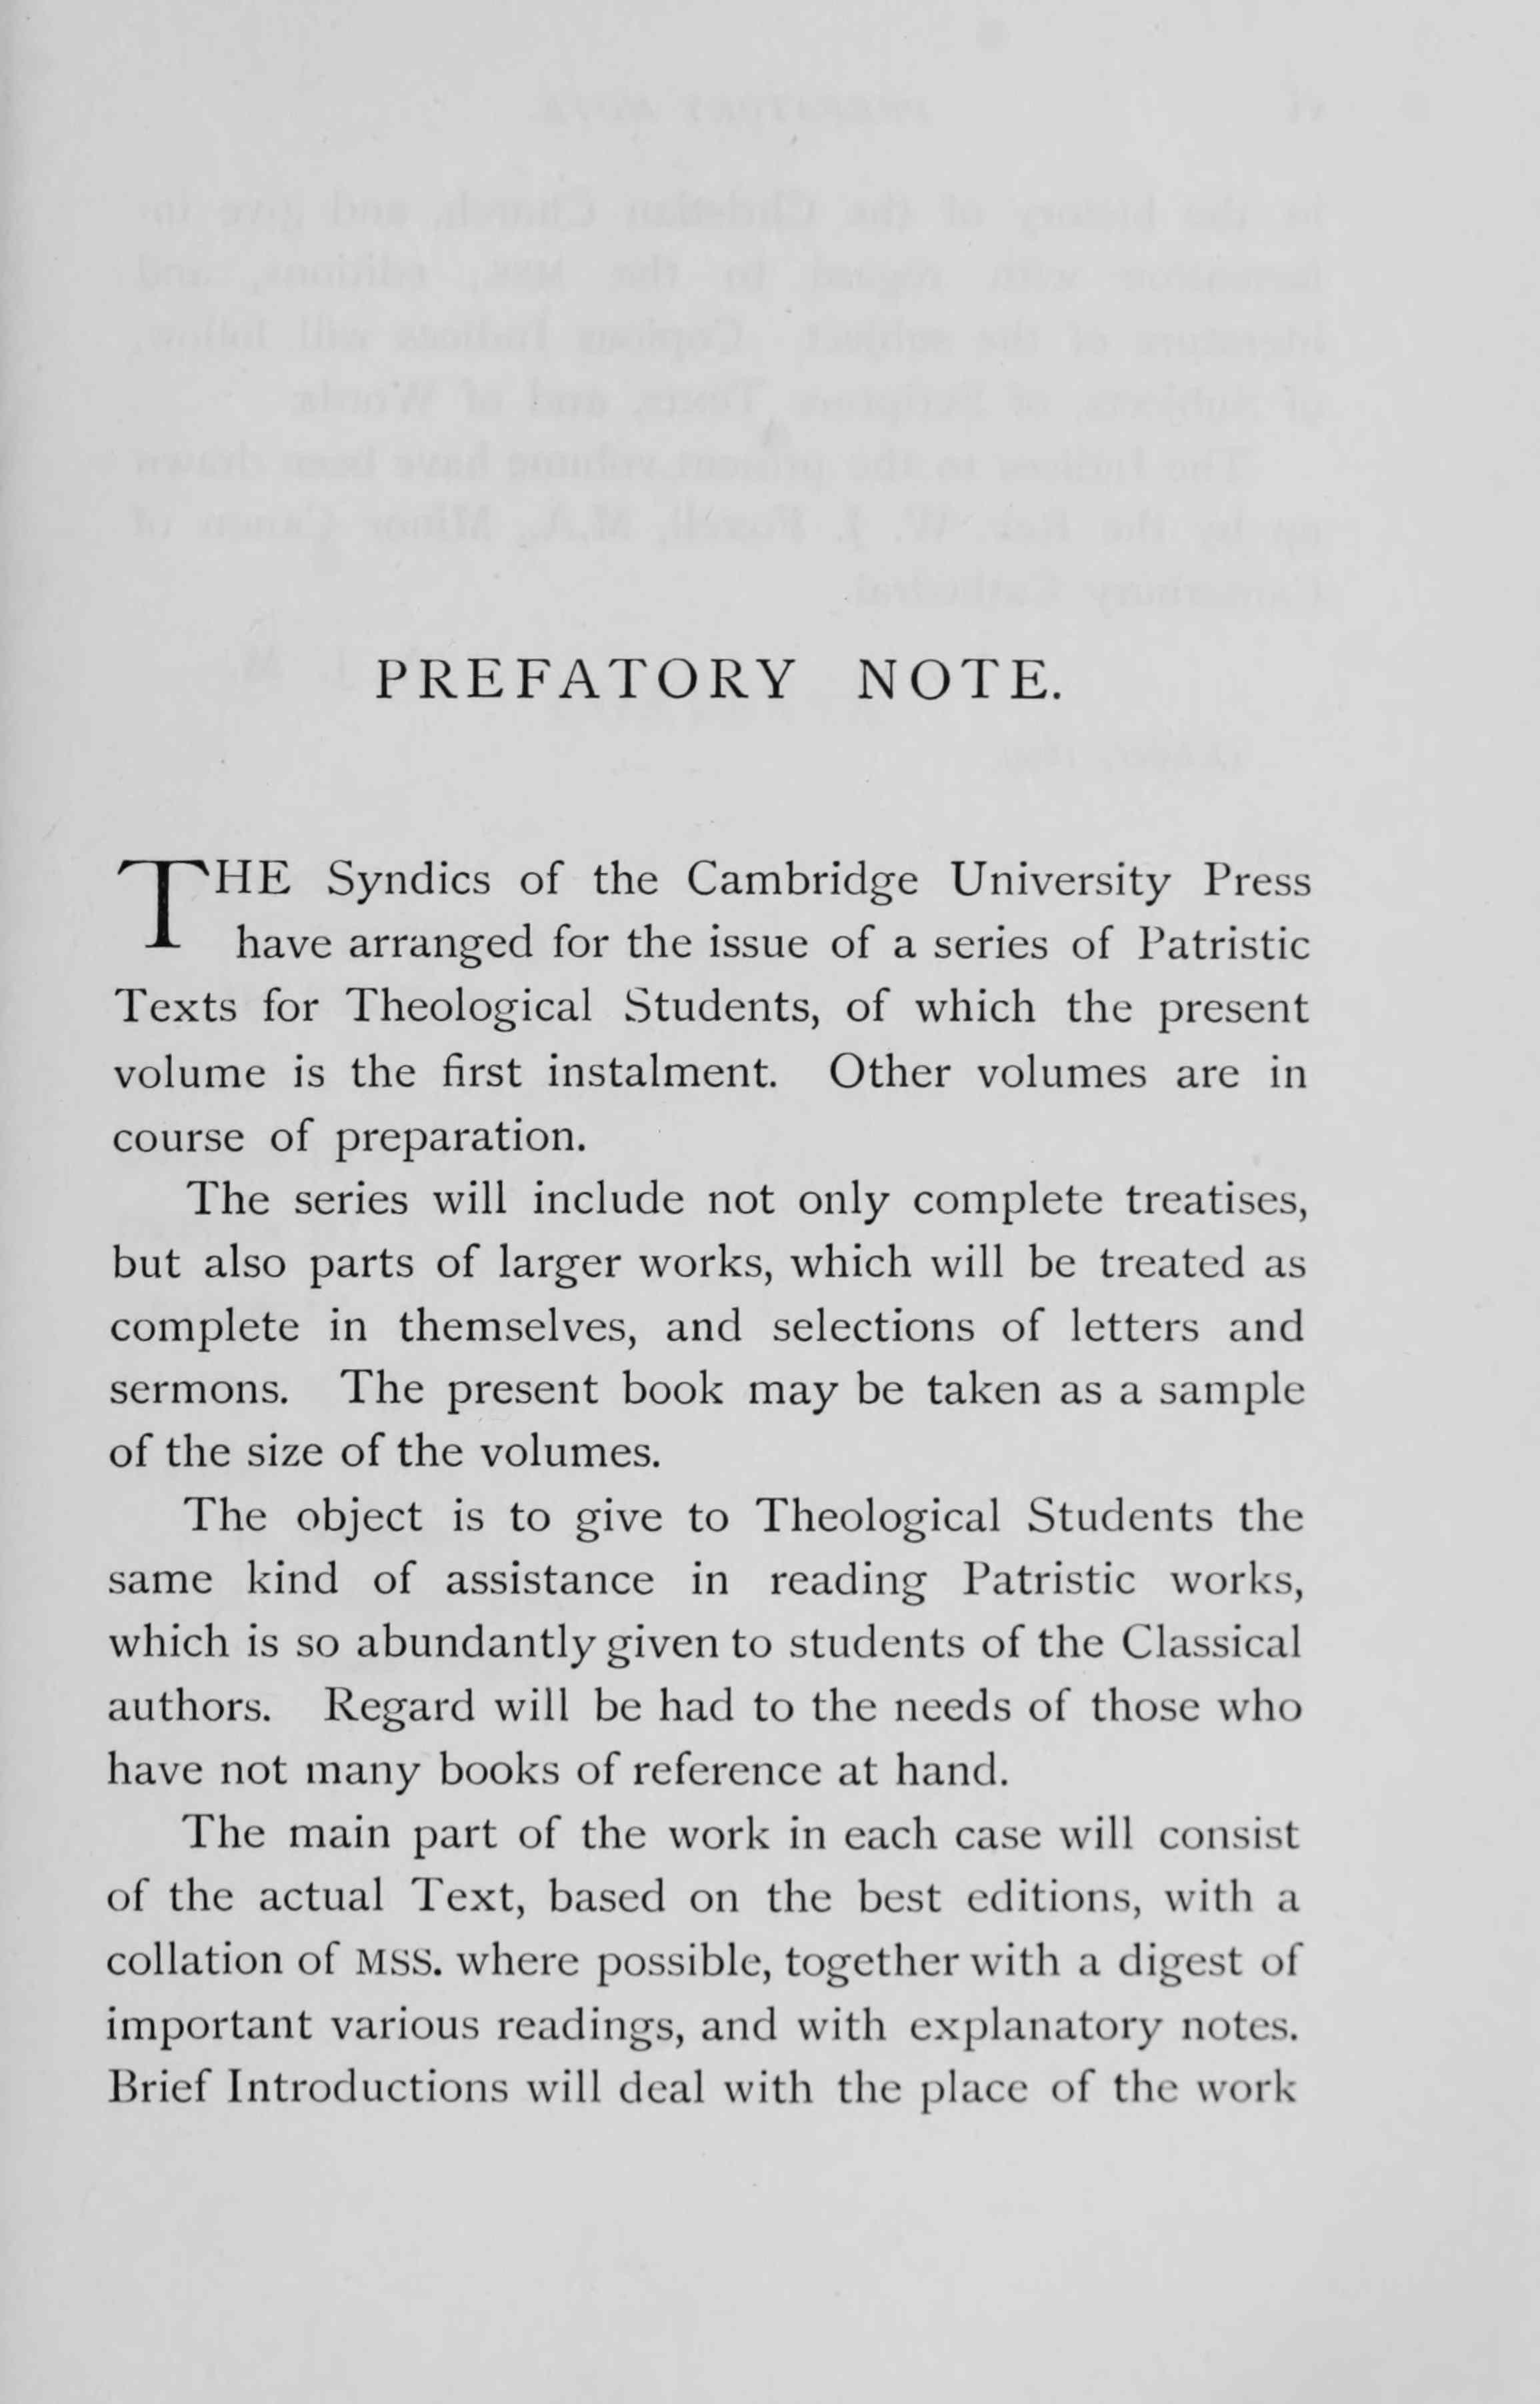 PREFATORY NOTE.
THE Syndics of the Cambridge University Press
have arranged for the issue of a series of Patristic
Texts for Theological Students, of which the present
volume is the first instalment. Other volumes are in
course of preparation.
The series will include not only complete treatises,
but also parts of larger works, which will be treated as
complete in themselves, and selections of letters and
sermons. The present book may be taken as a sample
of the size of the volumes.
The object is to give to Theological Students the
same kind of assistance in reading Patristic works,
which is so abundantly given to students of the Classical
authors. Regard will be had to the needs of those who
have not many books of reference at hand.
The main part of the work in each case will consist
of the actual Text, based on the best editions, with a
collation of MSS. where possible, together with a digest of
important various readings, and with explanatory notes.
Brief Introductions will deal with the place of the work